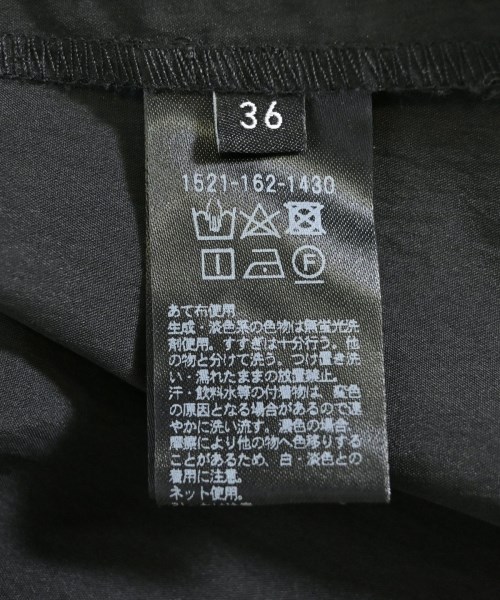 36
1521-162-1430
F
あて布使用
生成・淡色系の色物は無蛍光洗
剤使用。すすぎは十分行う。他
の物と分けて洗う。つけ置き洗
い・濡れたままの放置禁止。
汗・飲料水等の付着物は、変色
の原因となる場合があるので速
やかに洗い流す。濃色の場合、
摩擦により他の物へ色移りする
ことがあるため、白・淡色との
着用に注意。
ネット使用。